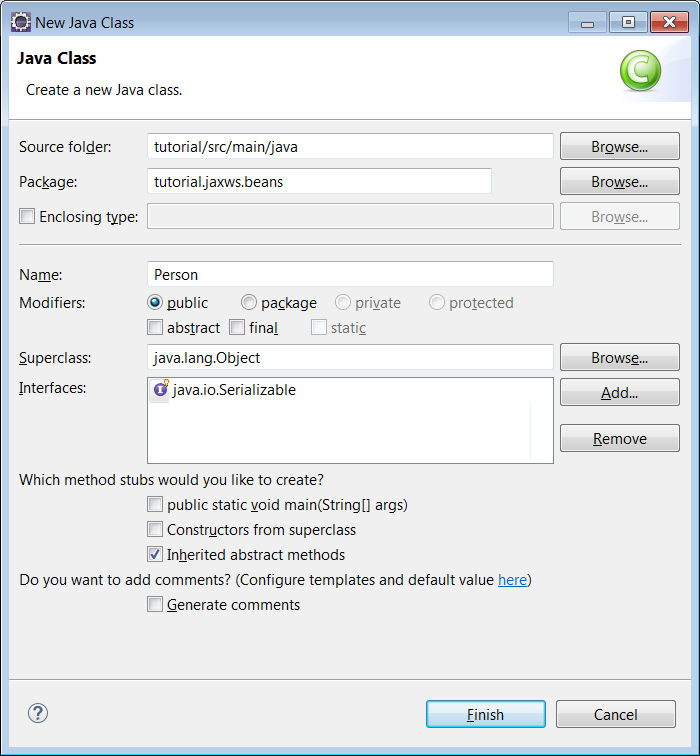 New Java Class
Java Class
Create a new Java class.
Source folder: tutorial/src/main/java Browse...
Package: tutorial.jaxws.beans Browse...
Enclosing type: Browse...
Name: Person
Modifiers: public package private protected
abstract final static
Superclass: java.lang.Object Browse...
Interfaces: java.io.Serializable Add...
Remove
Which method stubs would you like to create?
public static void main(String[] args)
Constructors from superclass
Inherited abstract methods
Do you want to add comments? (Configure templates and default value here)
Generate comments
? Finish Cancel